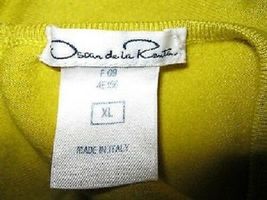 Oscar de la Renta
F 09
XL
MADE IN ITALY